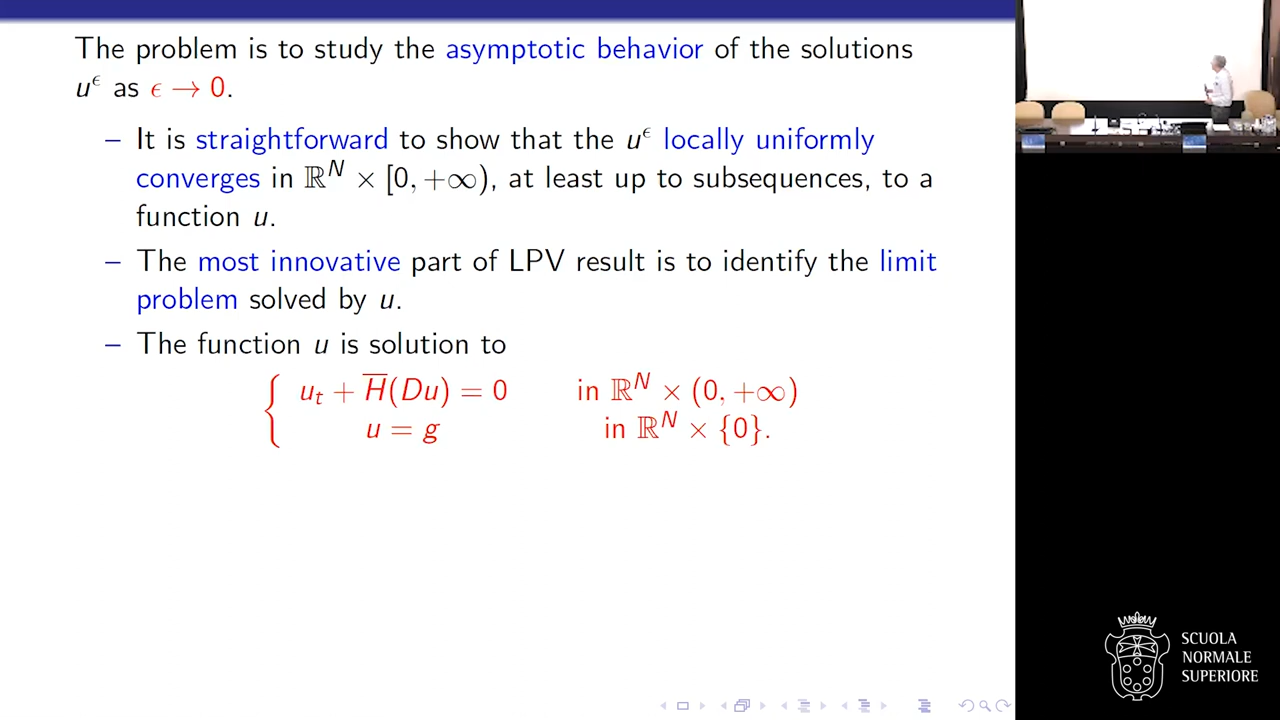 The problem is to study the asymptotic behavior of the solutions
u^ϵ as ϵ → 0.
– It is straightforward to show that the u^ϵ locally uniformly
converges in ℝ^N × [0, +∞), at least up to subsequences, to a
function u.
– The most innovative part of LPV result is to identify the limit
problem solved by u.
– The function u is solution to
{ u_t + H̅(Du) = 0 in ℝ^N × (0, +∞)
u = g in ℝ^N × {0}.
SCUOLA
NORMALE
SUPERIORE